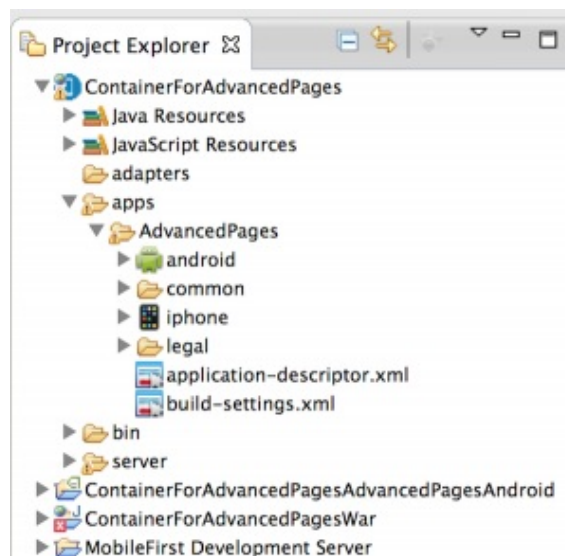 Project Explorer
ContainerForAdvancedPages
Java Resources
JavaScript Resources
adapters
apps
AdvancedPages
android
common
iphone
legal
application-descriptor.xml
build-settings.xml
bin
server
ContainerForAdvancedPagesAdvancedPagesAndroid
ContainerForAdvancedPagesWar
MobileFirst Development Server